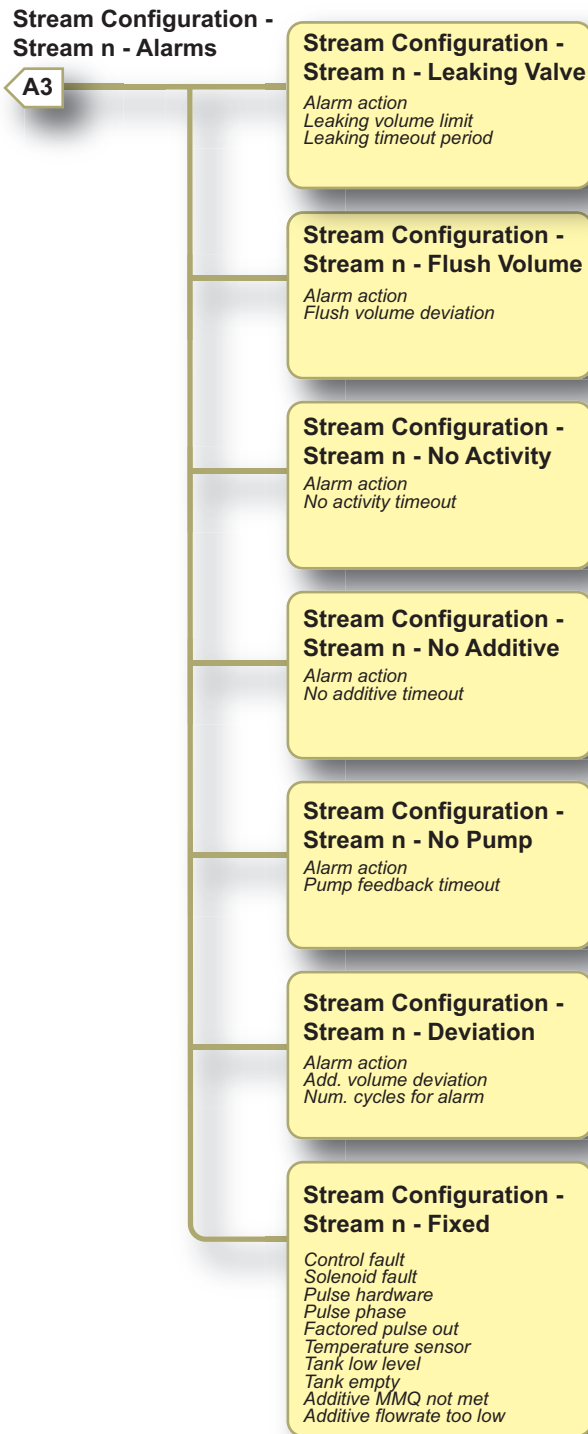 Stream Configuration -
Stream n - Alarms
A3
Stream Configuration -
Stream n - Leaking Valve
Alarm action
Leaking volume limit
Leaking timeout period
Stream Configuration -
Stream n - Flush Volume
Alarm action
Flush volume deviation
Stream Configuration -
Stream n - No Activity
Alarm action
No activity timeout
Stream Configuration -
Stream n - No Additive
Alarm action
No additive timeout
Stream Configuration -
Stream n - No Pump
Alarm action
Pump feedback timeout
Stream Configuration -
Stream n - Deviation
Alarm action
Add. volume deviation
Num. cycles for alarm
Stream Configuration -
Stream n - Fixed
Control fault
Solenoid fault
Pulse hardware
Pulse phase
Factored pulse out
Temperature sensor
Tank low level
Tank empty
Additive MMQ not met
Additive flowrate too low